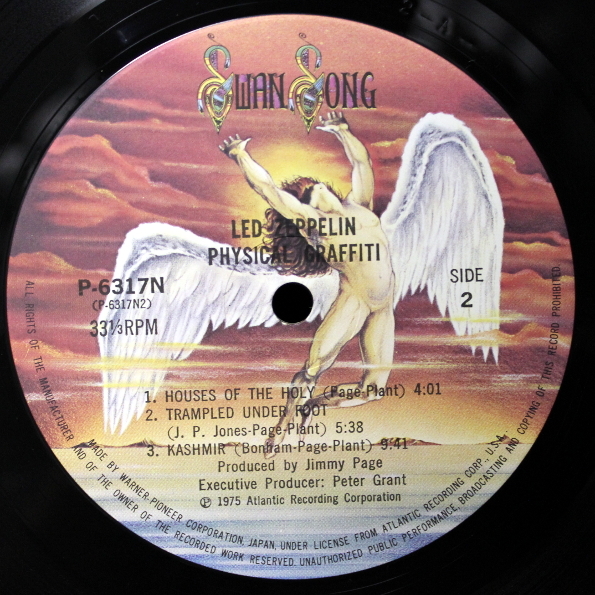 Swan Song
LED ZEPPELIN
PHYSICAL GRAFFITI
P-6317N
(P-6317N2)
33⅓RPM
SIDE
2
1. HOUSES OF THE HOLY (Page-Plant) 4:01
2. TRAMPLED UNDER FOOT
(J. P. Jones-Page-Plant) 5:38
3. KASHMIR (Bonham-Page-Plant) 9:41
Produced by Jimmy Page
Executive Producer: Peter Grant
Ⓟ 1975 Atlantic Recording Corporation
MADE BY WARNER-PIONEER CORPORATION, JAPAN, UNDER LICENSE FROM ATLANTIC RECORDING CORP., U.S.A.
ALL RIGHTS OF THE MANUFACTURER AND OF THE OWNER OF THE RECORDED WORK RESERVED. UNAUTHORIZED PUBLIC PERFORMANCE, BROADCASTING AND COPYING OF THIS RECORD PROHIBITED